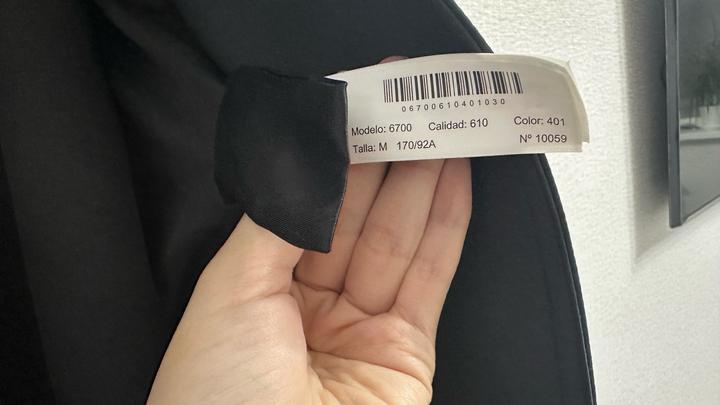 06700610401030
Modelo: 6700 Calidad: 610 Color: 401
Talla: M 170/92A Nº 10059